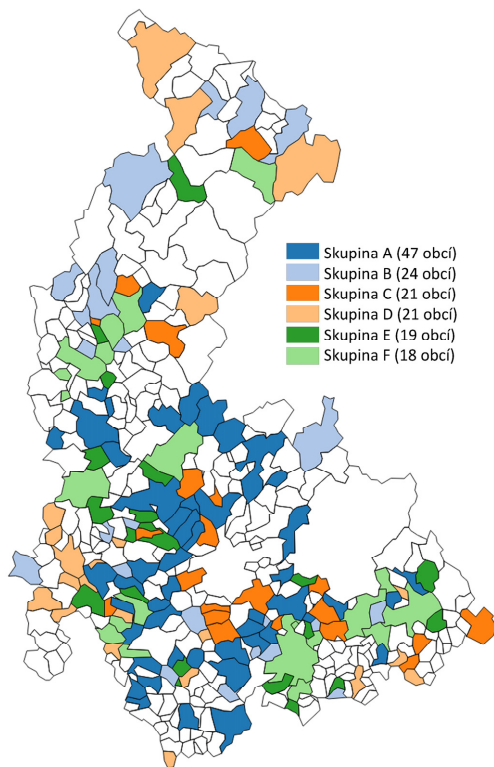 Skupina A (47 obcí)
Skupina B (24 obcí)
Skupina C (21 obcí)
Skupina D (21 obcí)
Skupina E (19 obcí)
Skupina F (18 obcí)